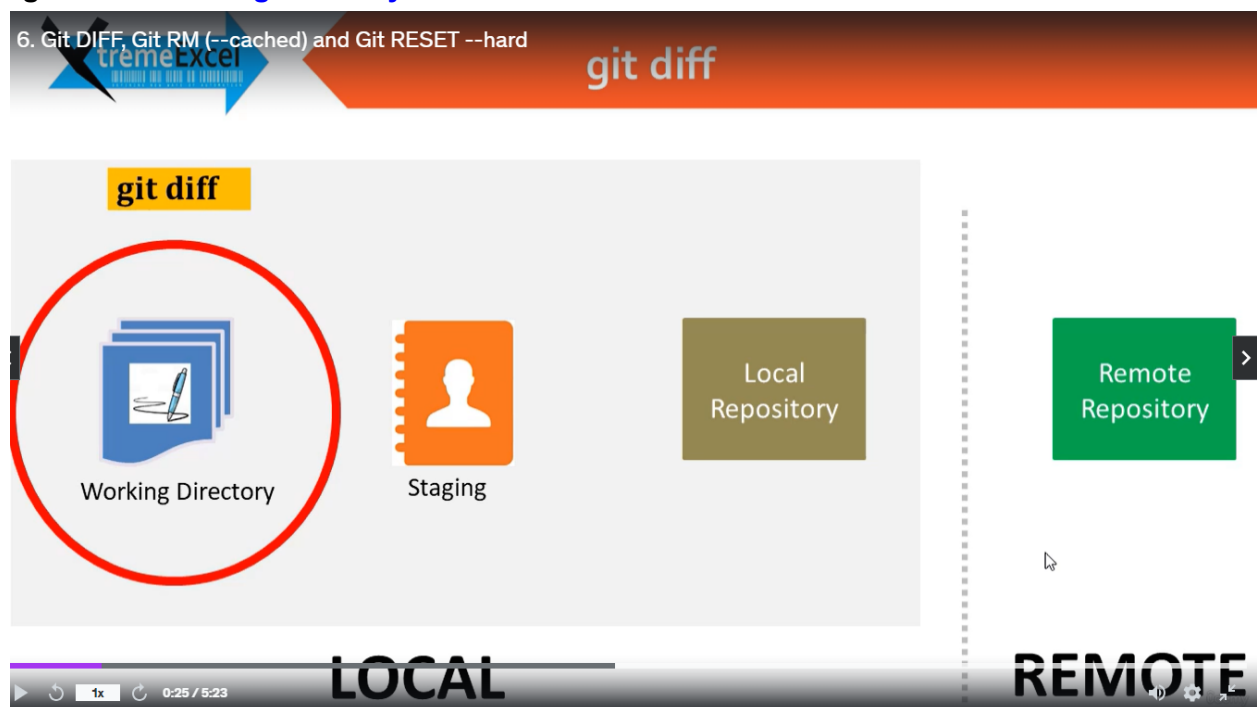 6. Git DIFF, Git RM (--cached) and Git RESET --hard
XtremeExcel
git diff
git diff
Working Directory
Staging
Local
Repository
Remote
Repository
LOCAL
REMOTE
1x
0:25 / 5:23